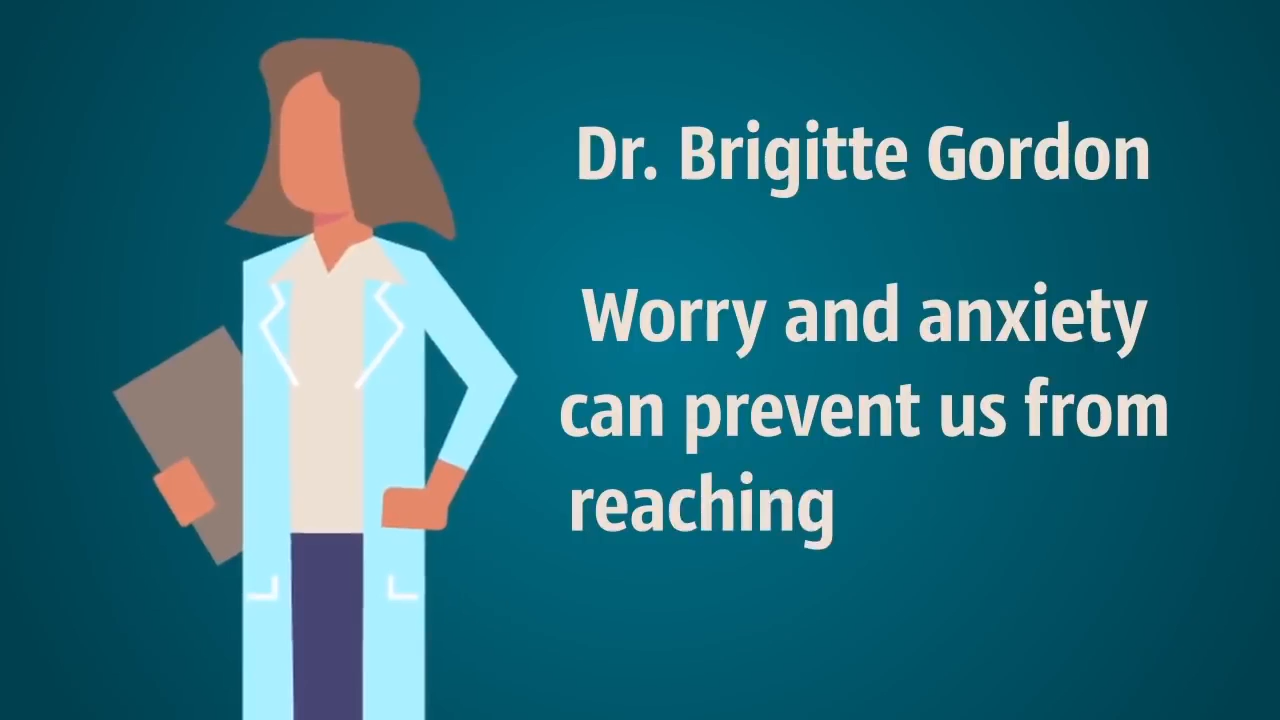 Dr. Brigitte Gordon
Worry and anxiety
can prevent us from
reaching